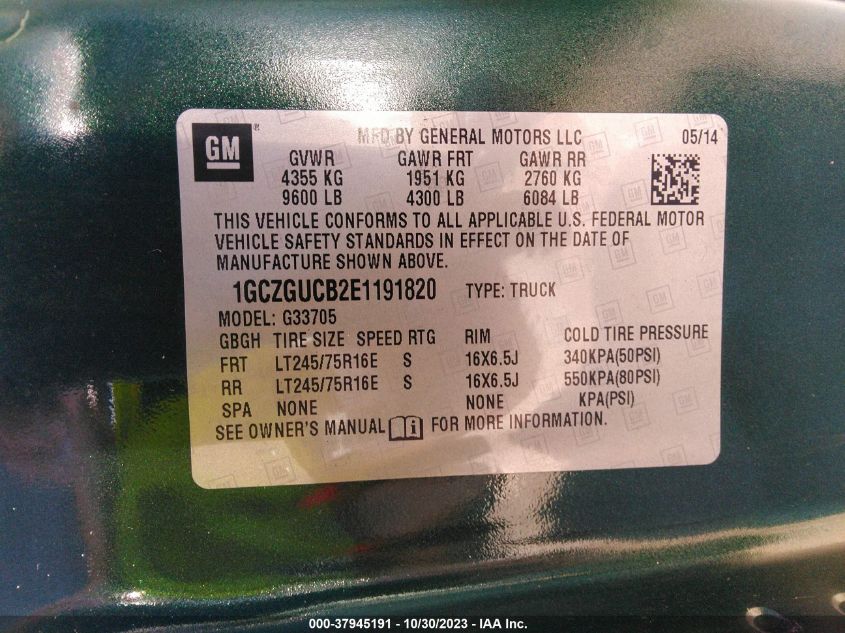 GM ®
MFD BY GENERAL MOTORS LLC 05/14
GVWR GAWR FRT GAWR RR
4355 KG 1951 KG 2760 KG
9600 LB 4300 LB 6084 LB
THIS VEHICLE CONFORMS TO ALL APPLICABLE U.S. FEDERAL MOTOR
VEHICLE SAFETY STANDARDS IN EFFECT ON THE DATE OF
MANUFACTURE SHOWN ABOVE.
1GCZGUCB2E1191820 TYPE: TRUCK
MODEL: G33705
GBGH TIRE SIZE SPEED RTG RIM COLD TIRE PRESSURE
FRT LT245/75R16E S 16X6.5J 340KPA(50PSI)
RR LT245/75R16E S 16X6.5J 550KPA(80PSI)
SPA NONE NONE KPA(PSI)
SEE OWNER'S MANUAL FOR MORE INFORMATION.
000-37945191 - 10/30/2023 - IAA Inc.